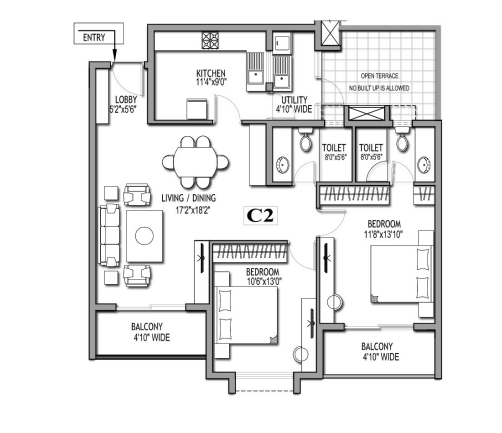 ENTRY
KITCHEN
11'4"x9'0"
LOBBY
5'2"x5'6"
UTILITY
4'10" WIDE
OPEN TERRACE
NO BUILT UP IS ALLOWED
TOILET
8'0"x5'6"
TOILET
8'0"x5'6"
LIVING / DINING
17'2"x18'2"
C2
BEDROOM
11'8"x13'10"
BEDROOM
10'6"x13'0"
BALCONY
4'10" WIDE
BALCONY
4'10" WIDE